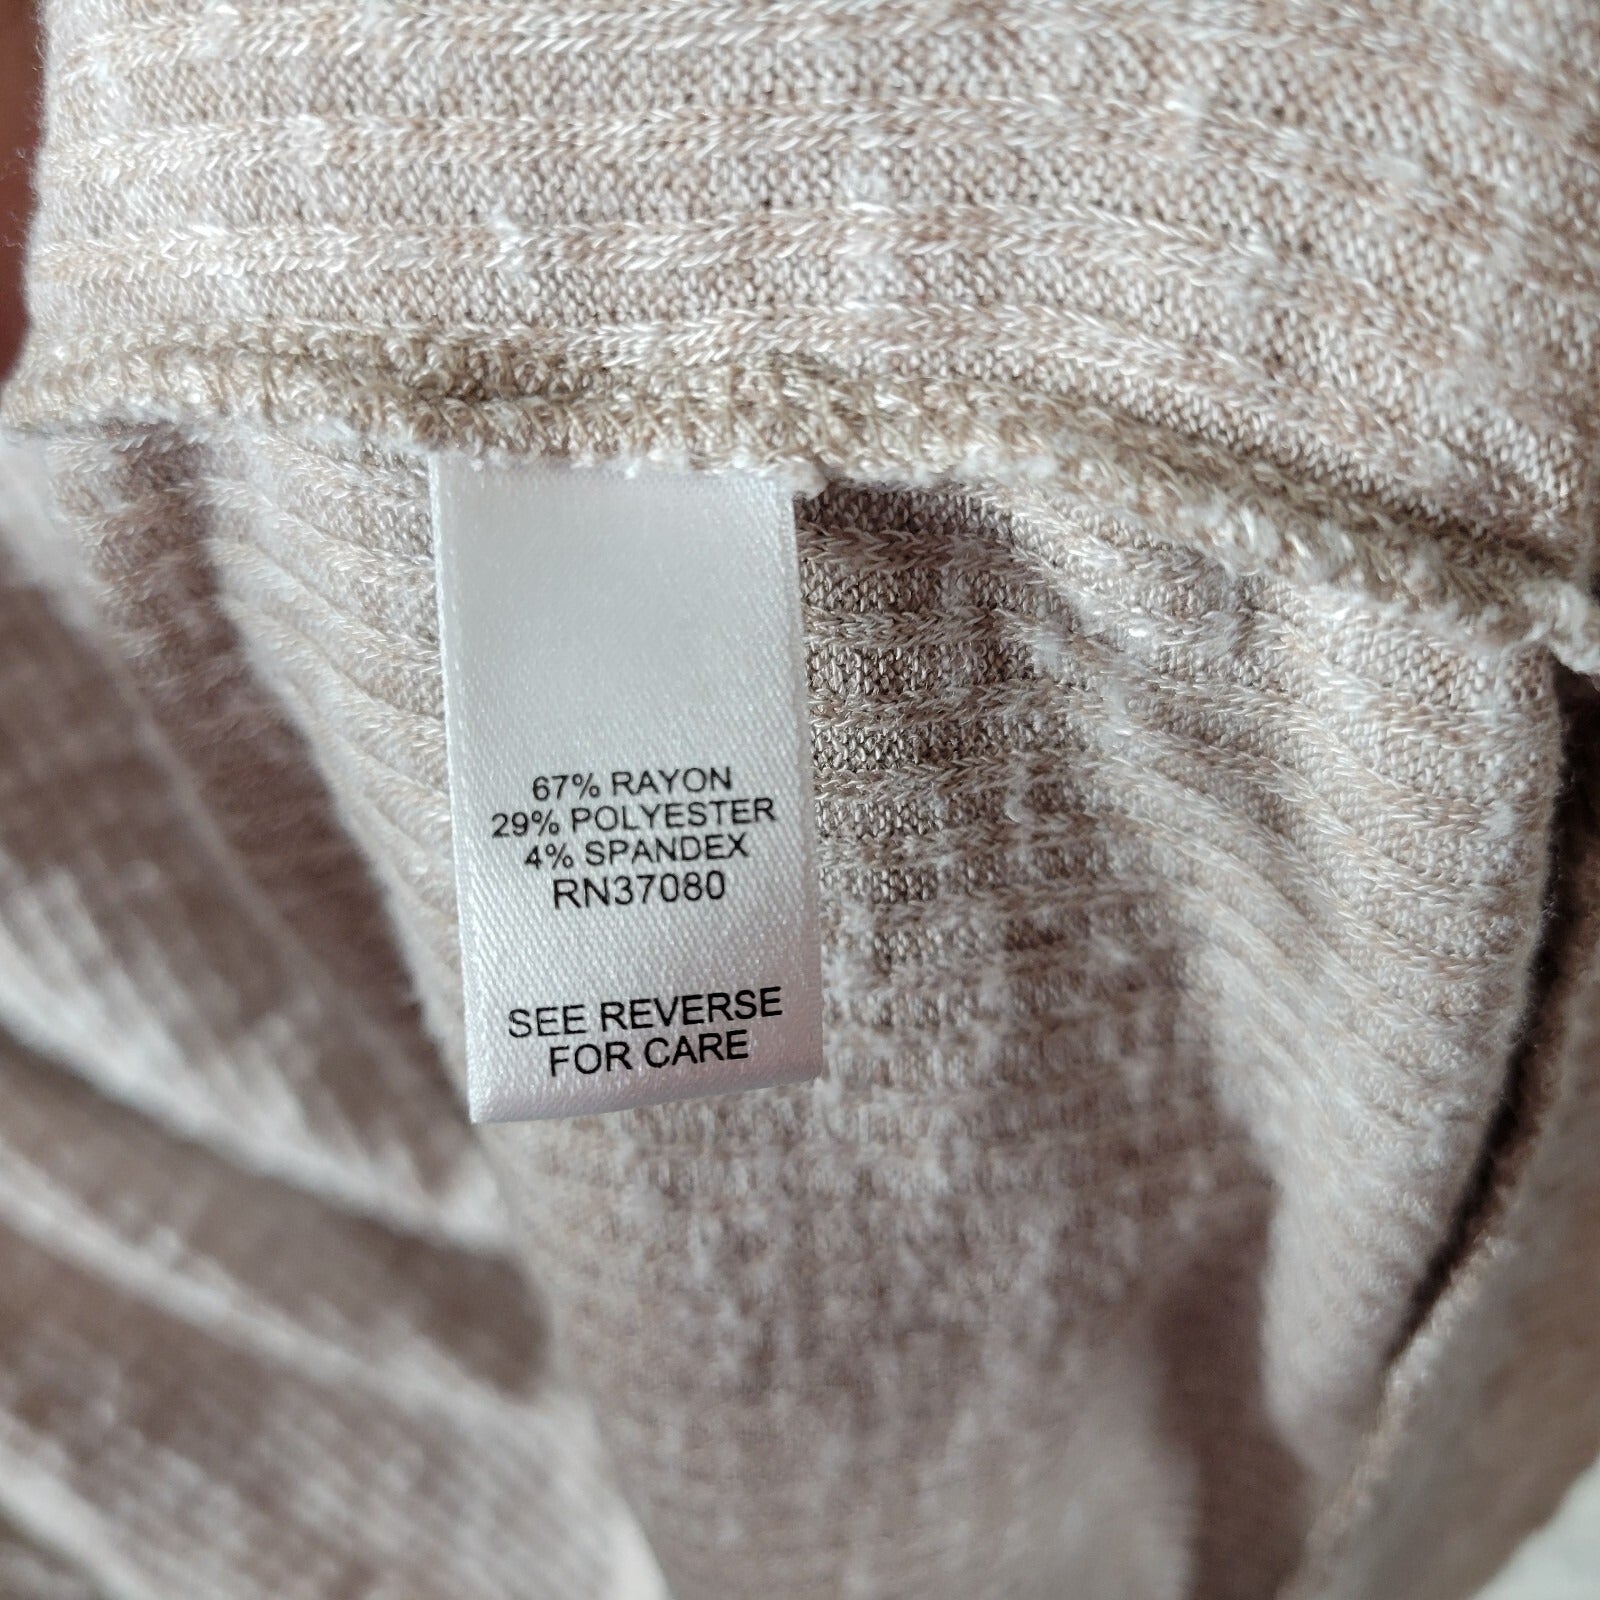 67% RAYON
29% POLYESTER
4% SPANDEX
RN37080
SEE REVERSE
FOR CARE